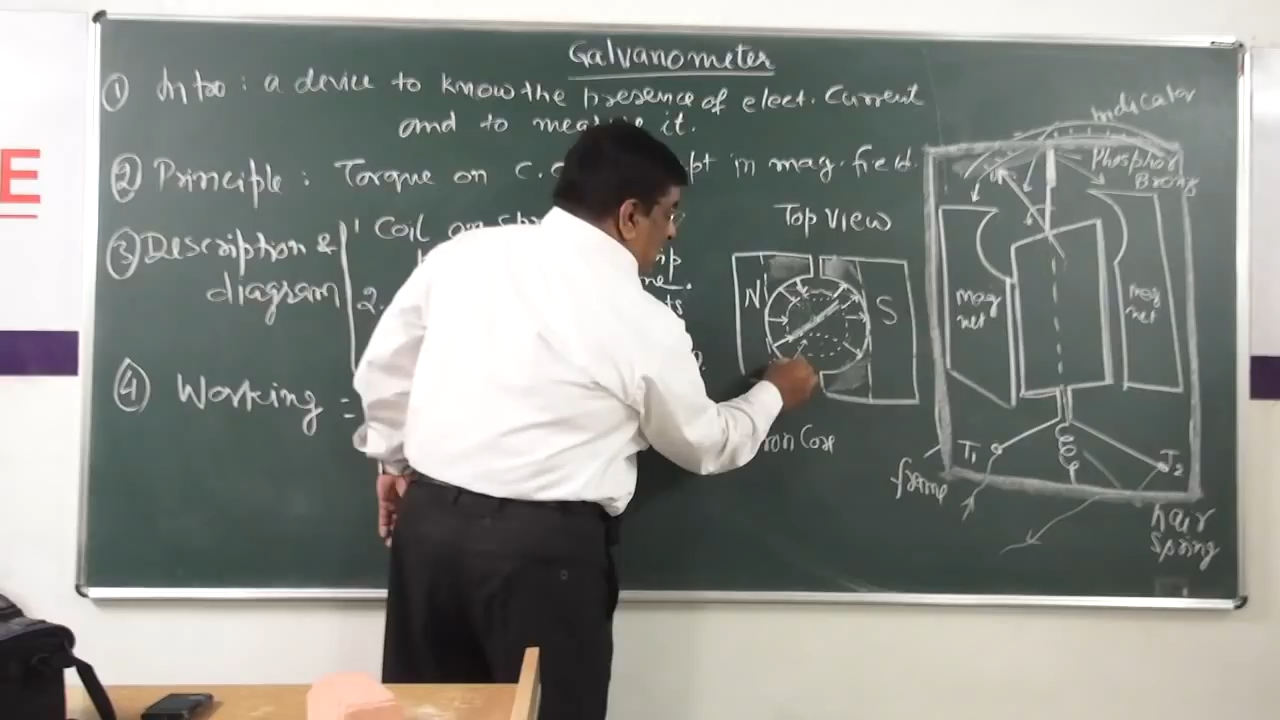 Galvanometer
① Intro : a device to know the presence of elect. Current
and to measure it.
② Principle : Torque on C.C. kept in mag. field.
③ Description &
diagram
1 Coil on
2.
④ Working =
Top View
N
S
Iron Core
Indicator
Phosphor
Bronz
mag
net
mag
net
T₁
T₂
frame
hair
spring
E